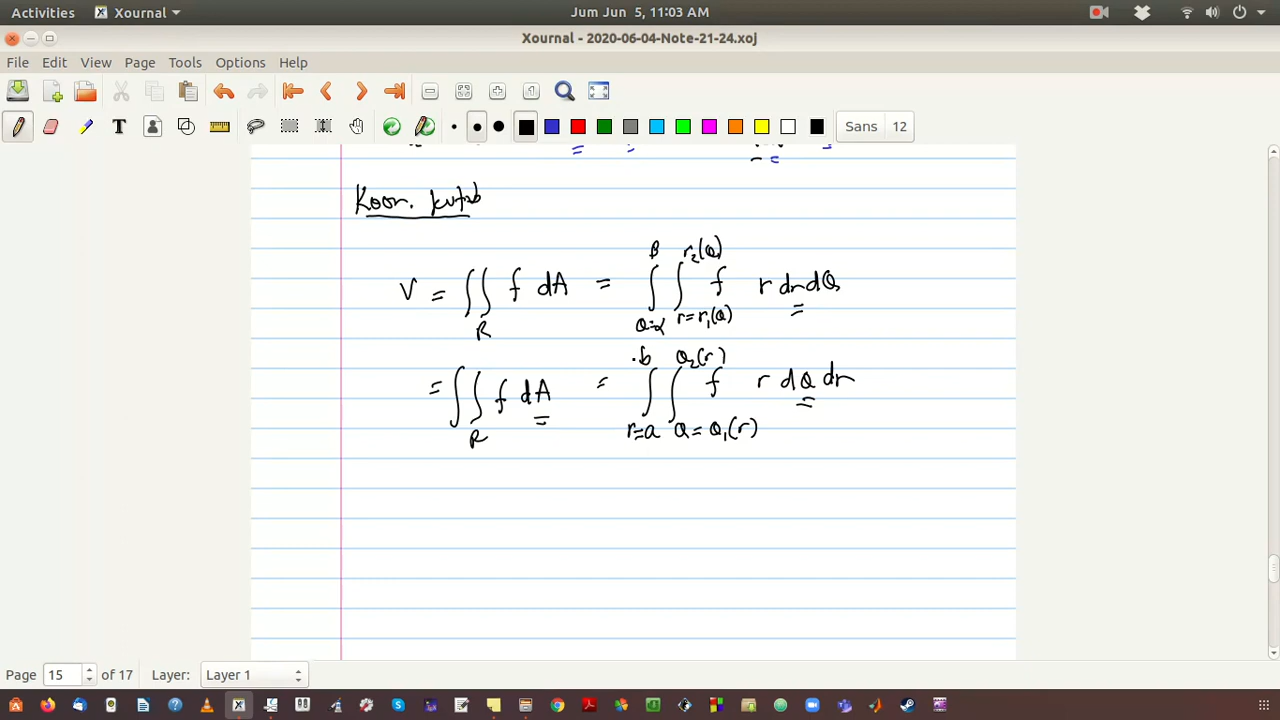 Activities Xournal Jum Jun 5, 11:03 AM
Xournal - 2020-06-04-Note-21-24.xoj
File Edit View Page Tools Options Help
Sans 12
Koor. kutub
V = ∬_R f dA = ∫_{θ=α}^{β} ∫_{r=r₁(θ)}^{r₂(θ)} f r dr dθ
= ∬_R f dA = ∫_{r=a}^{b} ∫_{θ=θ₁(r)}^{θ₂(r)} f r dθ dr
Page 15 of 17 Layer: Layer 1